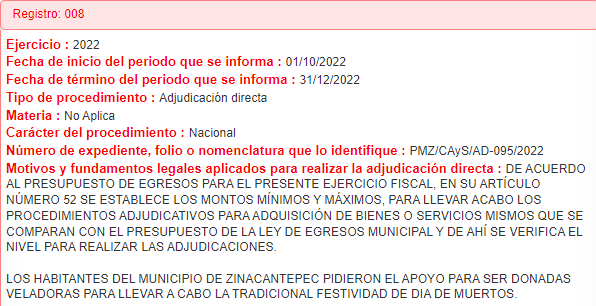 Registro: 008
Ejercicio : 2022
Fecha de inicio del periodo que se informa : 01/10/2022
Fecha de término del periodo que se informa : 31/12/2022
Tipo de procedimiento : Adjudicación directa
Materia : No Aplica
Carácter del procedimiento : Nacional
Número de expediente, folio o nomenclatura que lo identifique : PMZ/CAyS/AD-095/2022
Motivos y fundamentos legales aplicados para realizar la adjudicación directa : DE ACUERDO
AL PRESUPUESTO DE EGRESOS PARA EL PRESENTE EJERCICIO FISCAL, EN SU ARTÍCULO
NÚMERO 52 SE ESTABLECE LOS MONTOS MÍNIMOS Y MÁXIMOS, PARA LLEVAR ACABO LOS
PROCEDIMIENTOS ADJUDICATIVOS PARA ADQUISICIÓN DE BIENES O SERVICIOS MISMOS QUE SE
COMPARAN CON EL PRESUPUESTO DE LA LEY DE EGRESOS MUNICIPAL Y DE AHÍ SE VERIFICA EL
NIVEL PARA REALIZAR LAS ADJUDICACIONES.
LOS HABITANTES DEL MUNICIPIO DE ZINACANTEPEC PIDIERON EL APOYO PARA SER DONADAS
VELADORAS PARA LLEVAR A CABO LA TRADICIONAL FESTIVIDAD DE DIA DE MUERTOS.